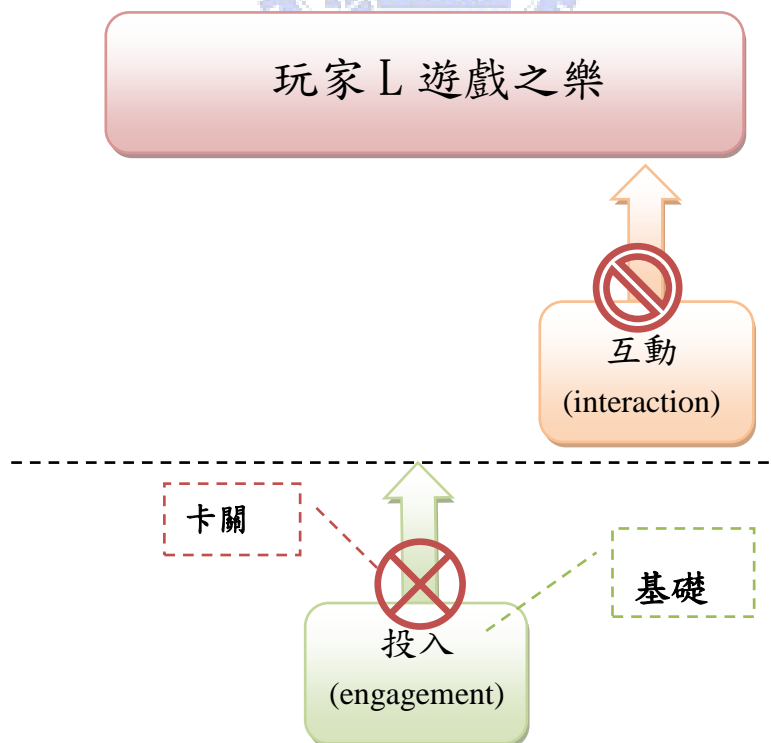 玩家 L 遊戲之樂
互動
(interaction)
卡關
基礎
投入
(engagement)